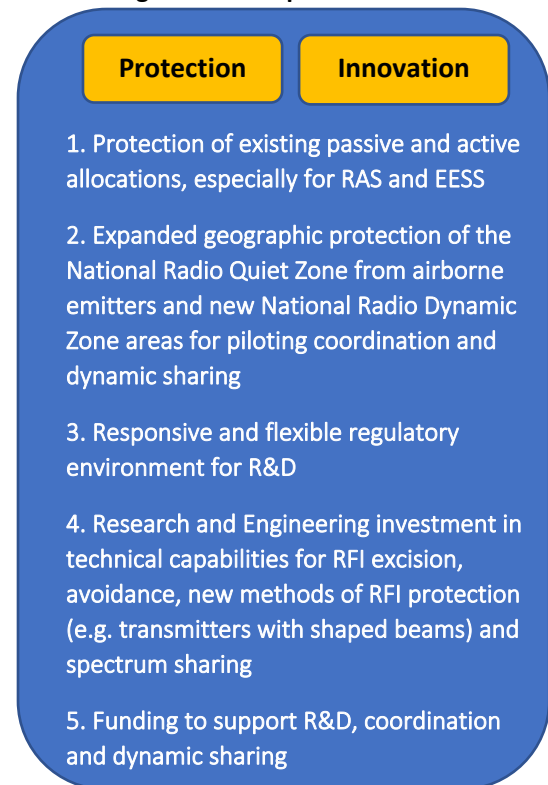 Protection Innovation
1. Protection of existing passive and active
allocations, especially for RAS and EESS
2. Expanded geographic protection of the
National Radio Quiet Zone from airborne
emitters and new National Radio Dynamic
Zone areas for piloting coordination and
dynamic sharing
3. Responsive and flexible regulatory
environment for R&D
4. Research and Engineering investment in
technical capabilities for RFI excision,
avoidance, new methods of RFI protection
(e.g. transmitters with shaped beams) and
spectrum sharing
5. Funding to support R&D, coordination
and dynamic sharing